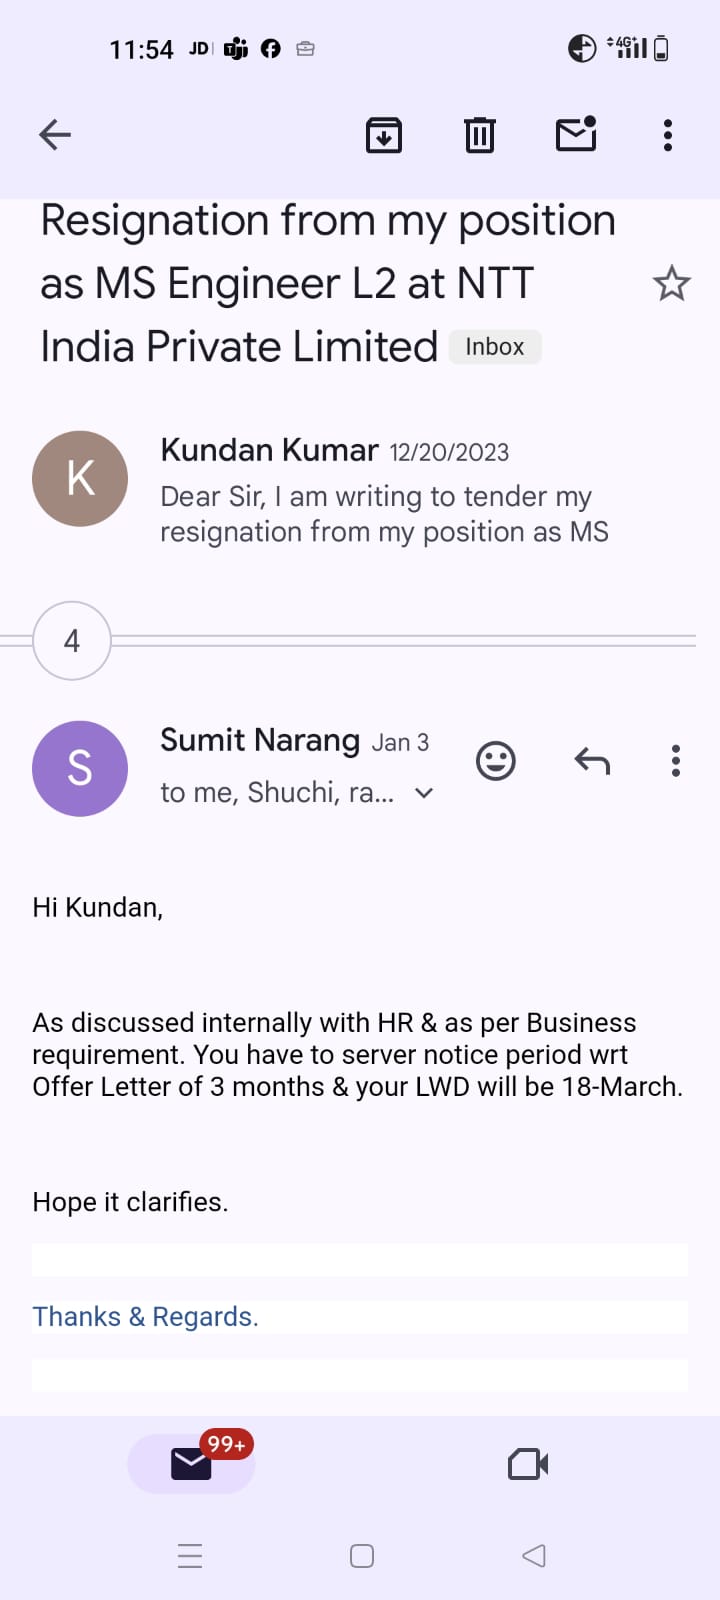 11:54 JD 4G+
Resignation from my position
as MS Engineer L2 at NTT
India Private Limited Inbox
K
Kundan Kumar 12/20/2023
Dear Sir, I am writing to tender my
resignation from my position as MS
4
S
Sumit Narang Jan 3
to me, Shuchi, ra...
Hi Kundan,
As discussed internally with HR & as per Business
requirement. You have to server notice period wrt
Offer Letter of 3 months & your LWD will be 18-March.
Hope it clarifies.
Thanks & Regards.
99+